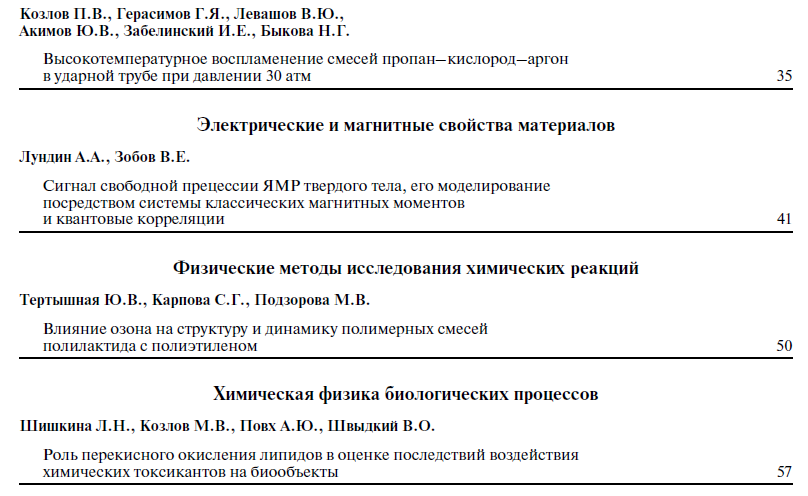 Козлов П.В., Герасимов Г.Я., Левашов В.Ю.,
Акимов Ю.В., Забелинский И.Е., Быкова Н.Г.
Высокотемпературное воспламенение смесей пропан–кислород–аргон
в ударной трубе при давлении 30 атм 35
Электрические и магнитные свойства материалов
Лундин А.А., Зобов В.Е.
Сигнал свободной прецессии ЯМР твердого тела, его моделирование
посредством системы классических магнитных моментов
и квантовые корреляции 41
Физические методы исследования химических реакций
Тертышная Ю.В., Карпова С.Г., Подзорова М.В.
Влияние озона на структуру и динамику полимерных смесей
полилактида с полиэтиленом 50
Химическая физика биологических процессов
Шишкина Л.Н., Козлов М.В., Повх А.Ю., Швыдкий В.О.
Роль перекисного окисления липидов в оценке последствий воздействия
химических токсикантов на биообъекты 57